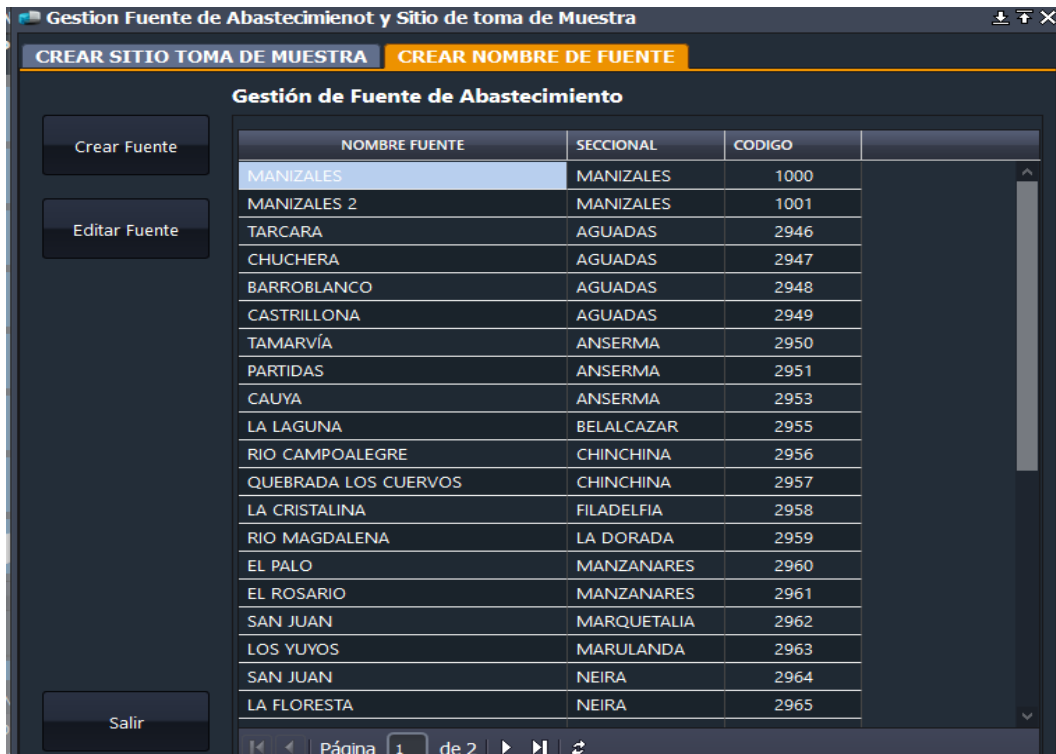 Gestion Fuente de Abastecimienot y Sitio de toma de Muestra
CREAR SITIO TOMA DE MUESTRA CREAR NOMBRE DE FUENTE
Gestión de Fuente de Abastecimiento
Crear Fuente
Editar Fuente
Salir
NOMBRE FUENTE SECCIONAL CODIGO
MANIZALES MANIZALES 1000
MANIZALES 2 MANIZALES 1001
TARCARA AGUADAS 2946
CHUCHERA AGUADAS 2947
BARROBLANCO AGUADAS 2948
CASTRILLONA AGUADAS 2949
TAMARVÍA ANSERMA 2950
PARTIDAS ANSERMA 2951
CAUYA ANSERMA 2953
LA LAGUNA BELALCAZAR 2955
RIO CAMPOALEGRE CHINCHINA 2956
QUEBRADA LOS CUERVOS CHINCHINA 2957
LA CRISTALINA FILADELFIA 2958
RIO MAGDALENA LA DORADA 2959
EL PALO MANZANARES 2960
EL ROSARIO MANZANARES 2961
SAN JUAN MARQUETALIA 2962
LOS YUYOS MARULANDA 2963
SAN JUAN NEIRA 2964
LA FLORESTA NEIRA 2965
Página 1 de 2